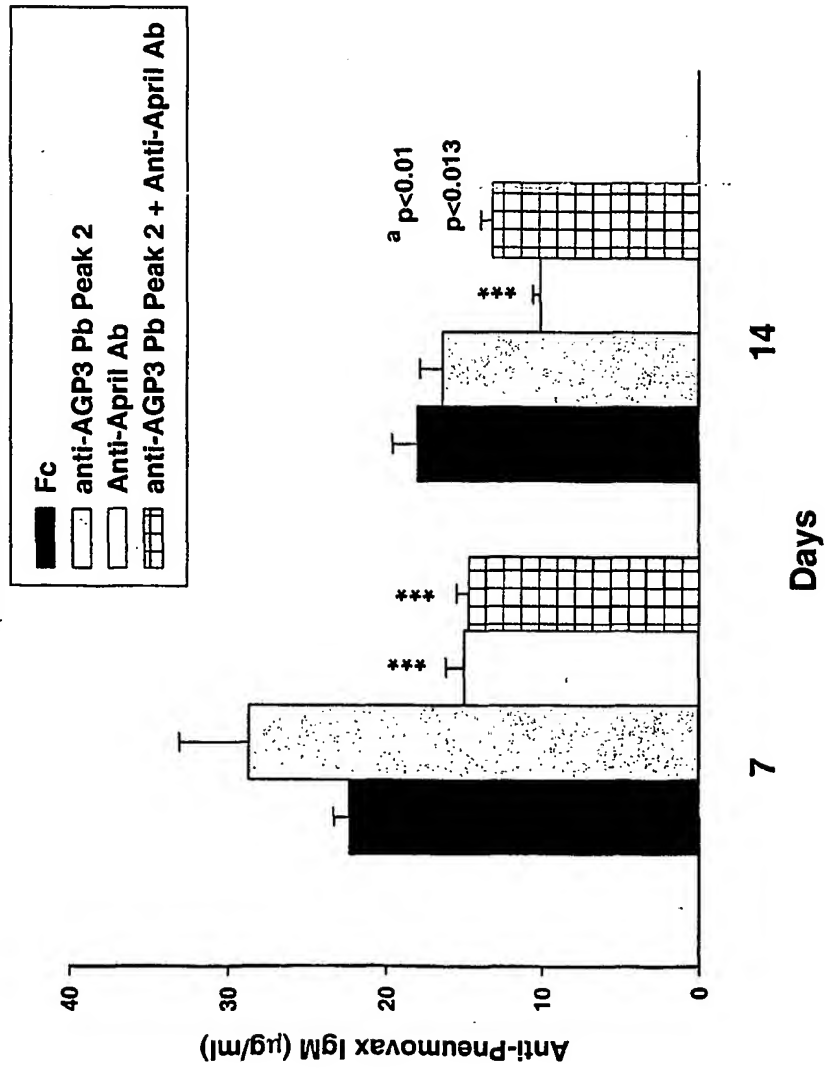 Fc
anti-AGP3 Pb Peak 2
Anti-April Ab
anti-AGP3 Pb Peak 2 + Anti-April Ab
Anti-Pneumovax IgM (µg/ml)
40
30
20
10
0
***
***
***
a p<0.01
p<0.013
7
14
Days